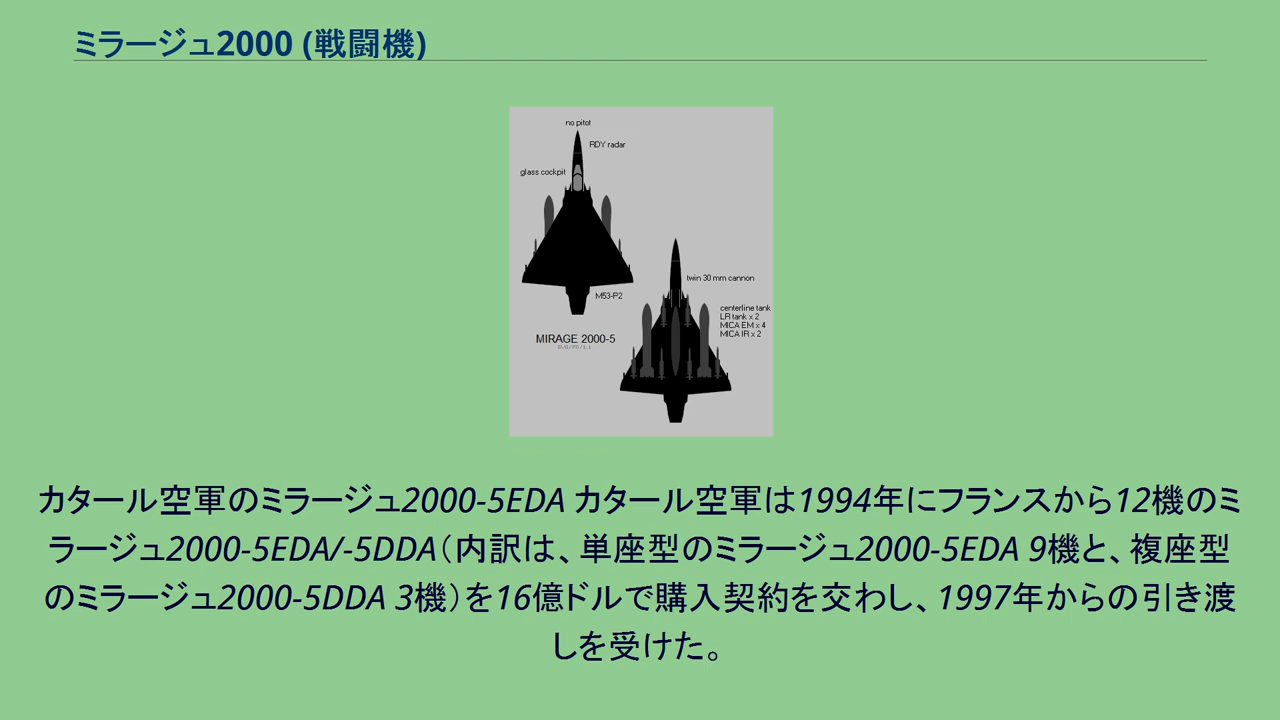 ミラージュ2000 (戦闘機)
no pitot
RDY radar
glass cockpit
twin 30 mm cannon
M53-P2
centerline tank
LR tank x 2
MICA EM x 4
MICA IR x 2
MIRAGE 2000-5
カタール空軍のミラージュ2000-5EDA カタール空軍は1994年にフランスから12機のミ
ラージュ2000-5EDA/-5DDA（内訳は、単座型のミラージュ2000-5EDA 9機と、複座型
のミラージュ2000-5DDA 3機）を16億ドルで購入契約を交わし、1997年からの引き渡
しを受けた。